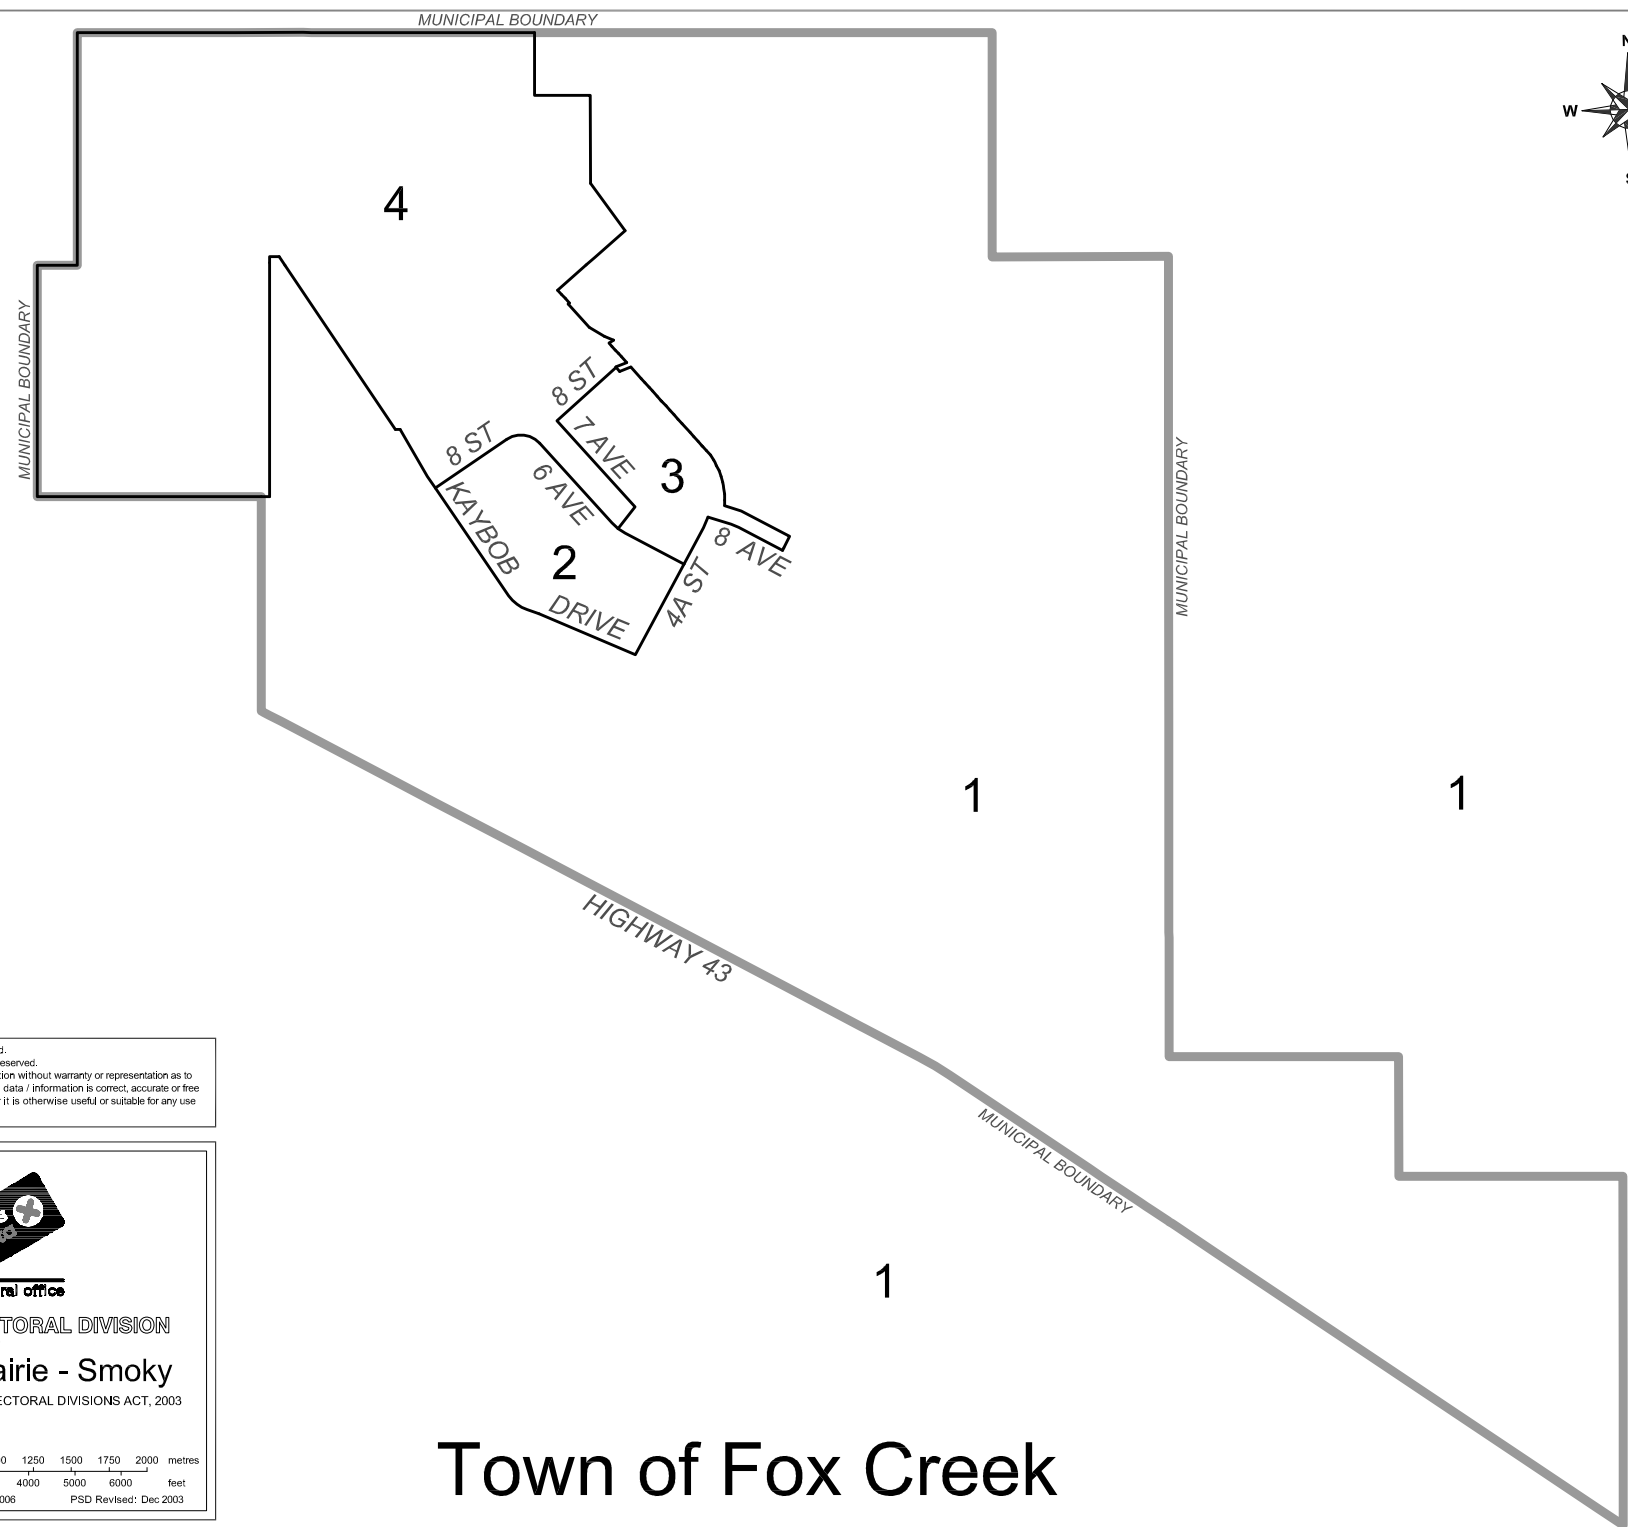 MUNICIPAL BOUNDARY
N
W
S
4
MUNICIPAL BOUNDARY
8 ST
7 AVE
3
8 ST
6 AVE
KAYBOB
DRIVE
2
8 AVE
4A ST
MUNICIPAL BOUNDARY
1
1
HIGHWAY 43
MUNICIPAL BOUNDARY
1
d.
eserved.
tion without warranty or representation as to
data / information is correct, accurate or free
it is otherwise useful or suitable for any use
ral office
TORAL DIVISION
airie - Smoky
ECTORAL DIVISIONS ACT, 2003
0 1250 1500 1750 2000 metres
4000 5000 6000 feet
006 PSD Revised: Dec 2003
Town of Fox Creek